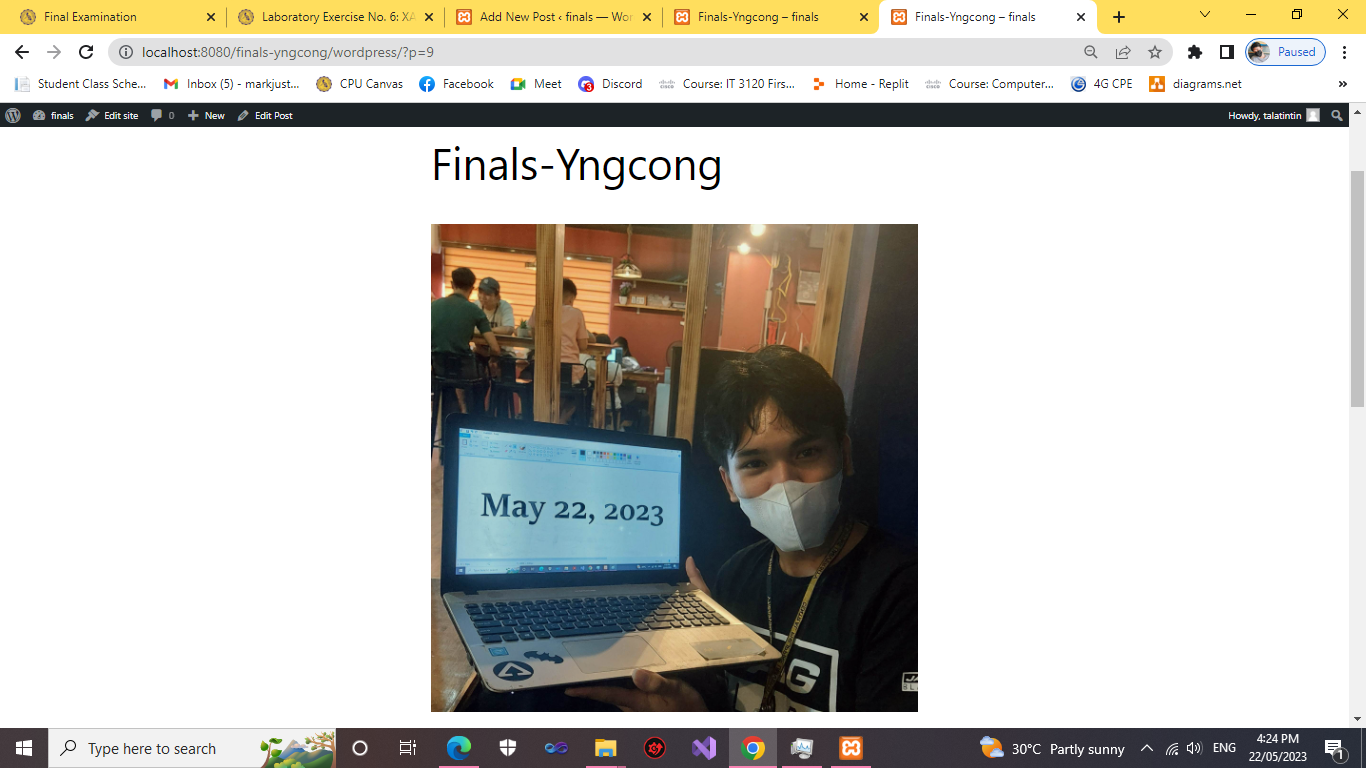 Final Examination
Laboratory Exercise No. 6: XA
Add New Post ‹ finals — Wor
Finals-Yngcong – finals
Finals-Yngcong – finals
localhost:8080/finals-yngcong/wordpress/?p=9
Paused
Student Class Sche...
Inbox (5) - markjust...
CPU Canvas
Facebook
Meet
3
Discord
Course: IT 3120 Firs...
Home - Replit
Course: Computer...
4G CPE
diagrams.net
»
finals
Edit site
0
New
Edit Post
Howdy, talatintin
Finals-Yngcong
May 22, 2023
G
Type here to search
30°C Partly sunny
ENG
4:24 PM
22/05/2023
1